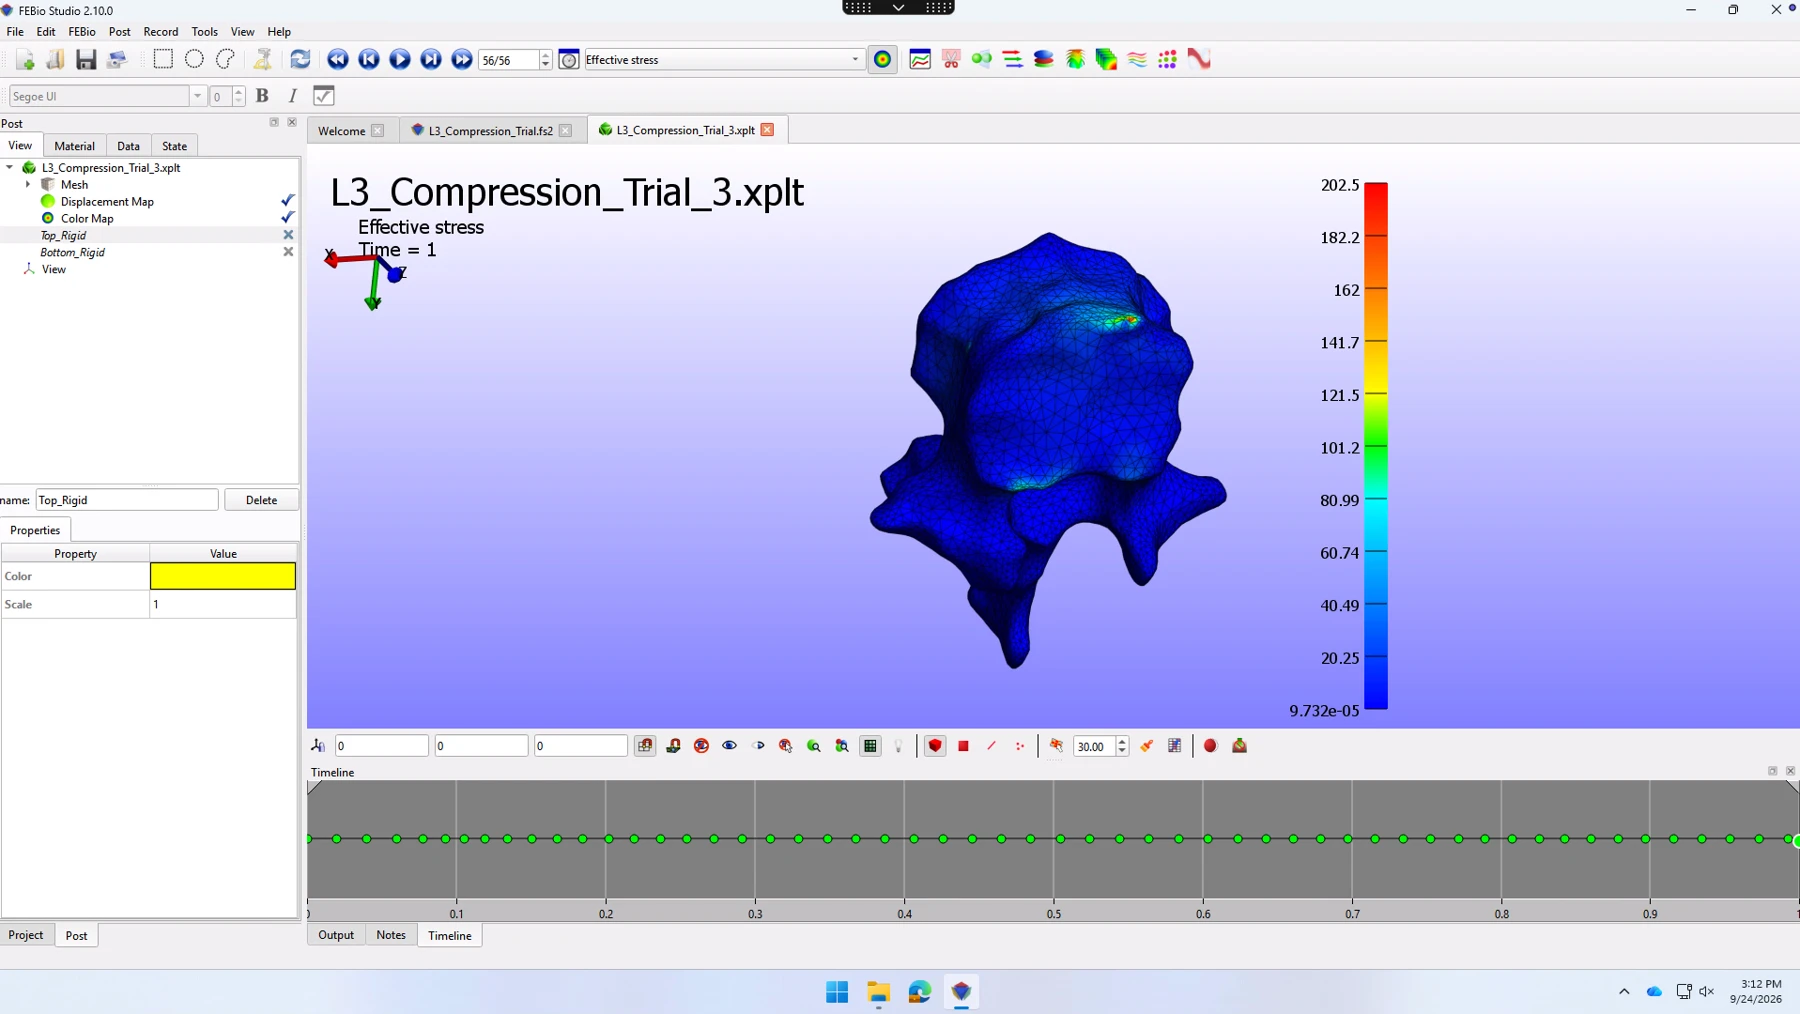 FEBio Studio 2.10.0
File Edit FEBio Post Record Tools View Help
56/56
Effective stress
Segoe UI
0
B
I
Post
View Material Data State
L3_Compression_Trial_3.xplt
Mesh
Displacement Map
Color Map
Top_Rigid
Bottom_Rigid
View
name: Top_Rigid Delete
Properties
Property Value
Color
Scale 1
Project Post
Welcome L3_Compression_Trial.fs2 L3_Compression_Trial_3.xplt
L3_Compression_Trial_3.xplt
Effective stress
Time = 1
X
Z
Y
202.5
182.2
162
141.7
121.5
101.2
80.99
60.74
40.49
20.25
9.732e-05
0 0 0 30.00
Timeline
0.1 0.2 0.3 0.4 0.5 0.6 0.7 0.8 0.9 1
Output Notes Timeline
3:12 PM
9/24/2026